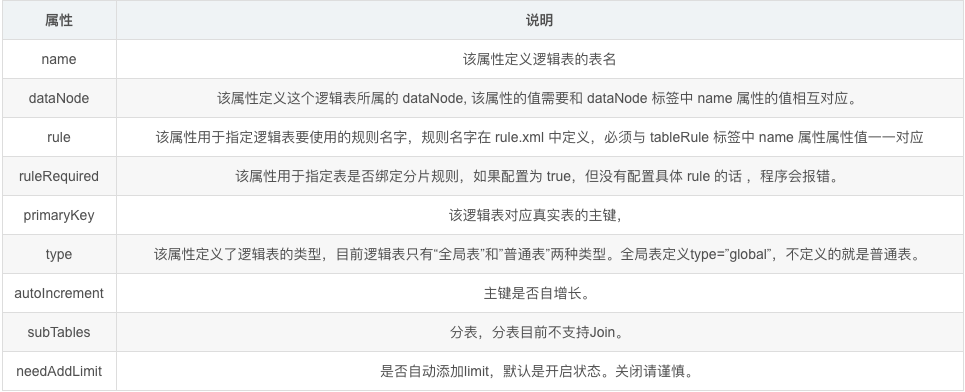 属性 说明
name 该属性定义逻辑表的表名
dataNode 该属性定义这个逻辑表所属的 dataNode, 该属性的值需要和 dataNode 标签中 name 属性的值相互对应。
rule 该属性用于指定逻辑表要使用的规则名字，规则名字在 rule.xml 中定义，必须与 tableRule 标签中 name 属性属性值一一对应
ruleRequired 该属性用于指定表是否绑定分片规则，如果配置为 true，但没有配置具体 rule 的话 ，程序会报错。
primaryKey 该逻辑表对应真实表的主键，
type 该属性定义了逻辑表的类型，目前逻辑表只有“全局表”和”普通表”两种类型。全局表定义type=”global”，不定义的就是普通表。
autoIncrement 主键是否自增长。
subTables 分表，分表目前不支持Join。
needAddLimit 是否自动添加limit，默认是开启状态。关闭请谨慎。